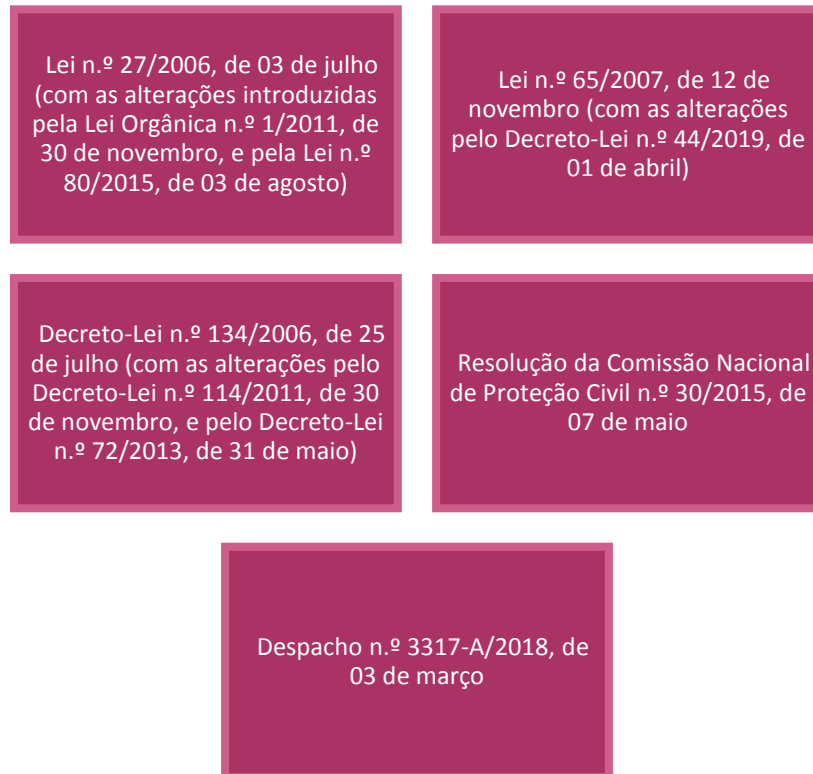 Lei n.º 27/2006, de 03 de julho
(com as alterações introduzidas
pela Lei Orgânica n.º 1/2011, de
30 de novembro, e pela Lei n.º
80/2015, de 03 de agosto)
Lei n.º 65/2007, de 12 de
novembro (com as alterações
pelo Decreto-Lei n.º 44/2019, de
01 de abril)
Decreto-Lei n.º 134/2006, de 25
de julho (com as alterações pelo
Decreto-Lei n.º 114/2011, de 30
de novembro, e pelo Decreto-Lei
n.º 72/2013, de 31 de maio)
Resolução da Comissão Nacional
de Proteção Civil n.º 30/2015, de
07 de maio
Despacho n.º 3317-A/2018, de
03 de março